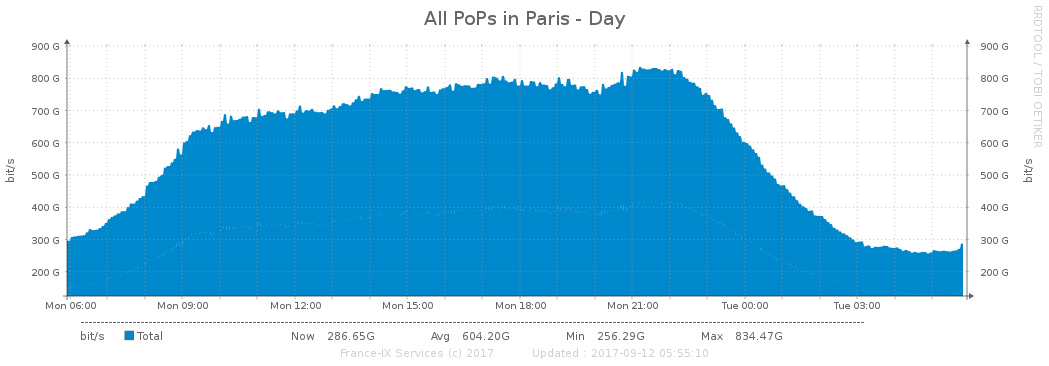 All PoPs in Paris - Day
RRDTOOL / TOBI OETIKER
900 G 900 G
800 G 800 G
700 G 700 G
600 G 600 G
500 G 500 G
400 G 400 G
300 G 300 G
200 G 200 G
bit/s bit/s
Mon 06:00 Mon 09:00 Mon 12:00 Mon 15:00 Mon 18:00 Mon 21:00 Tue 00:00 Tue 03:00
bit/s Total Now 286.65G Avg 604.20G Min 256.29G Max 834.47G
France-IX Services (c) 2017 Updated : 2017-09-12 05:55:10